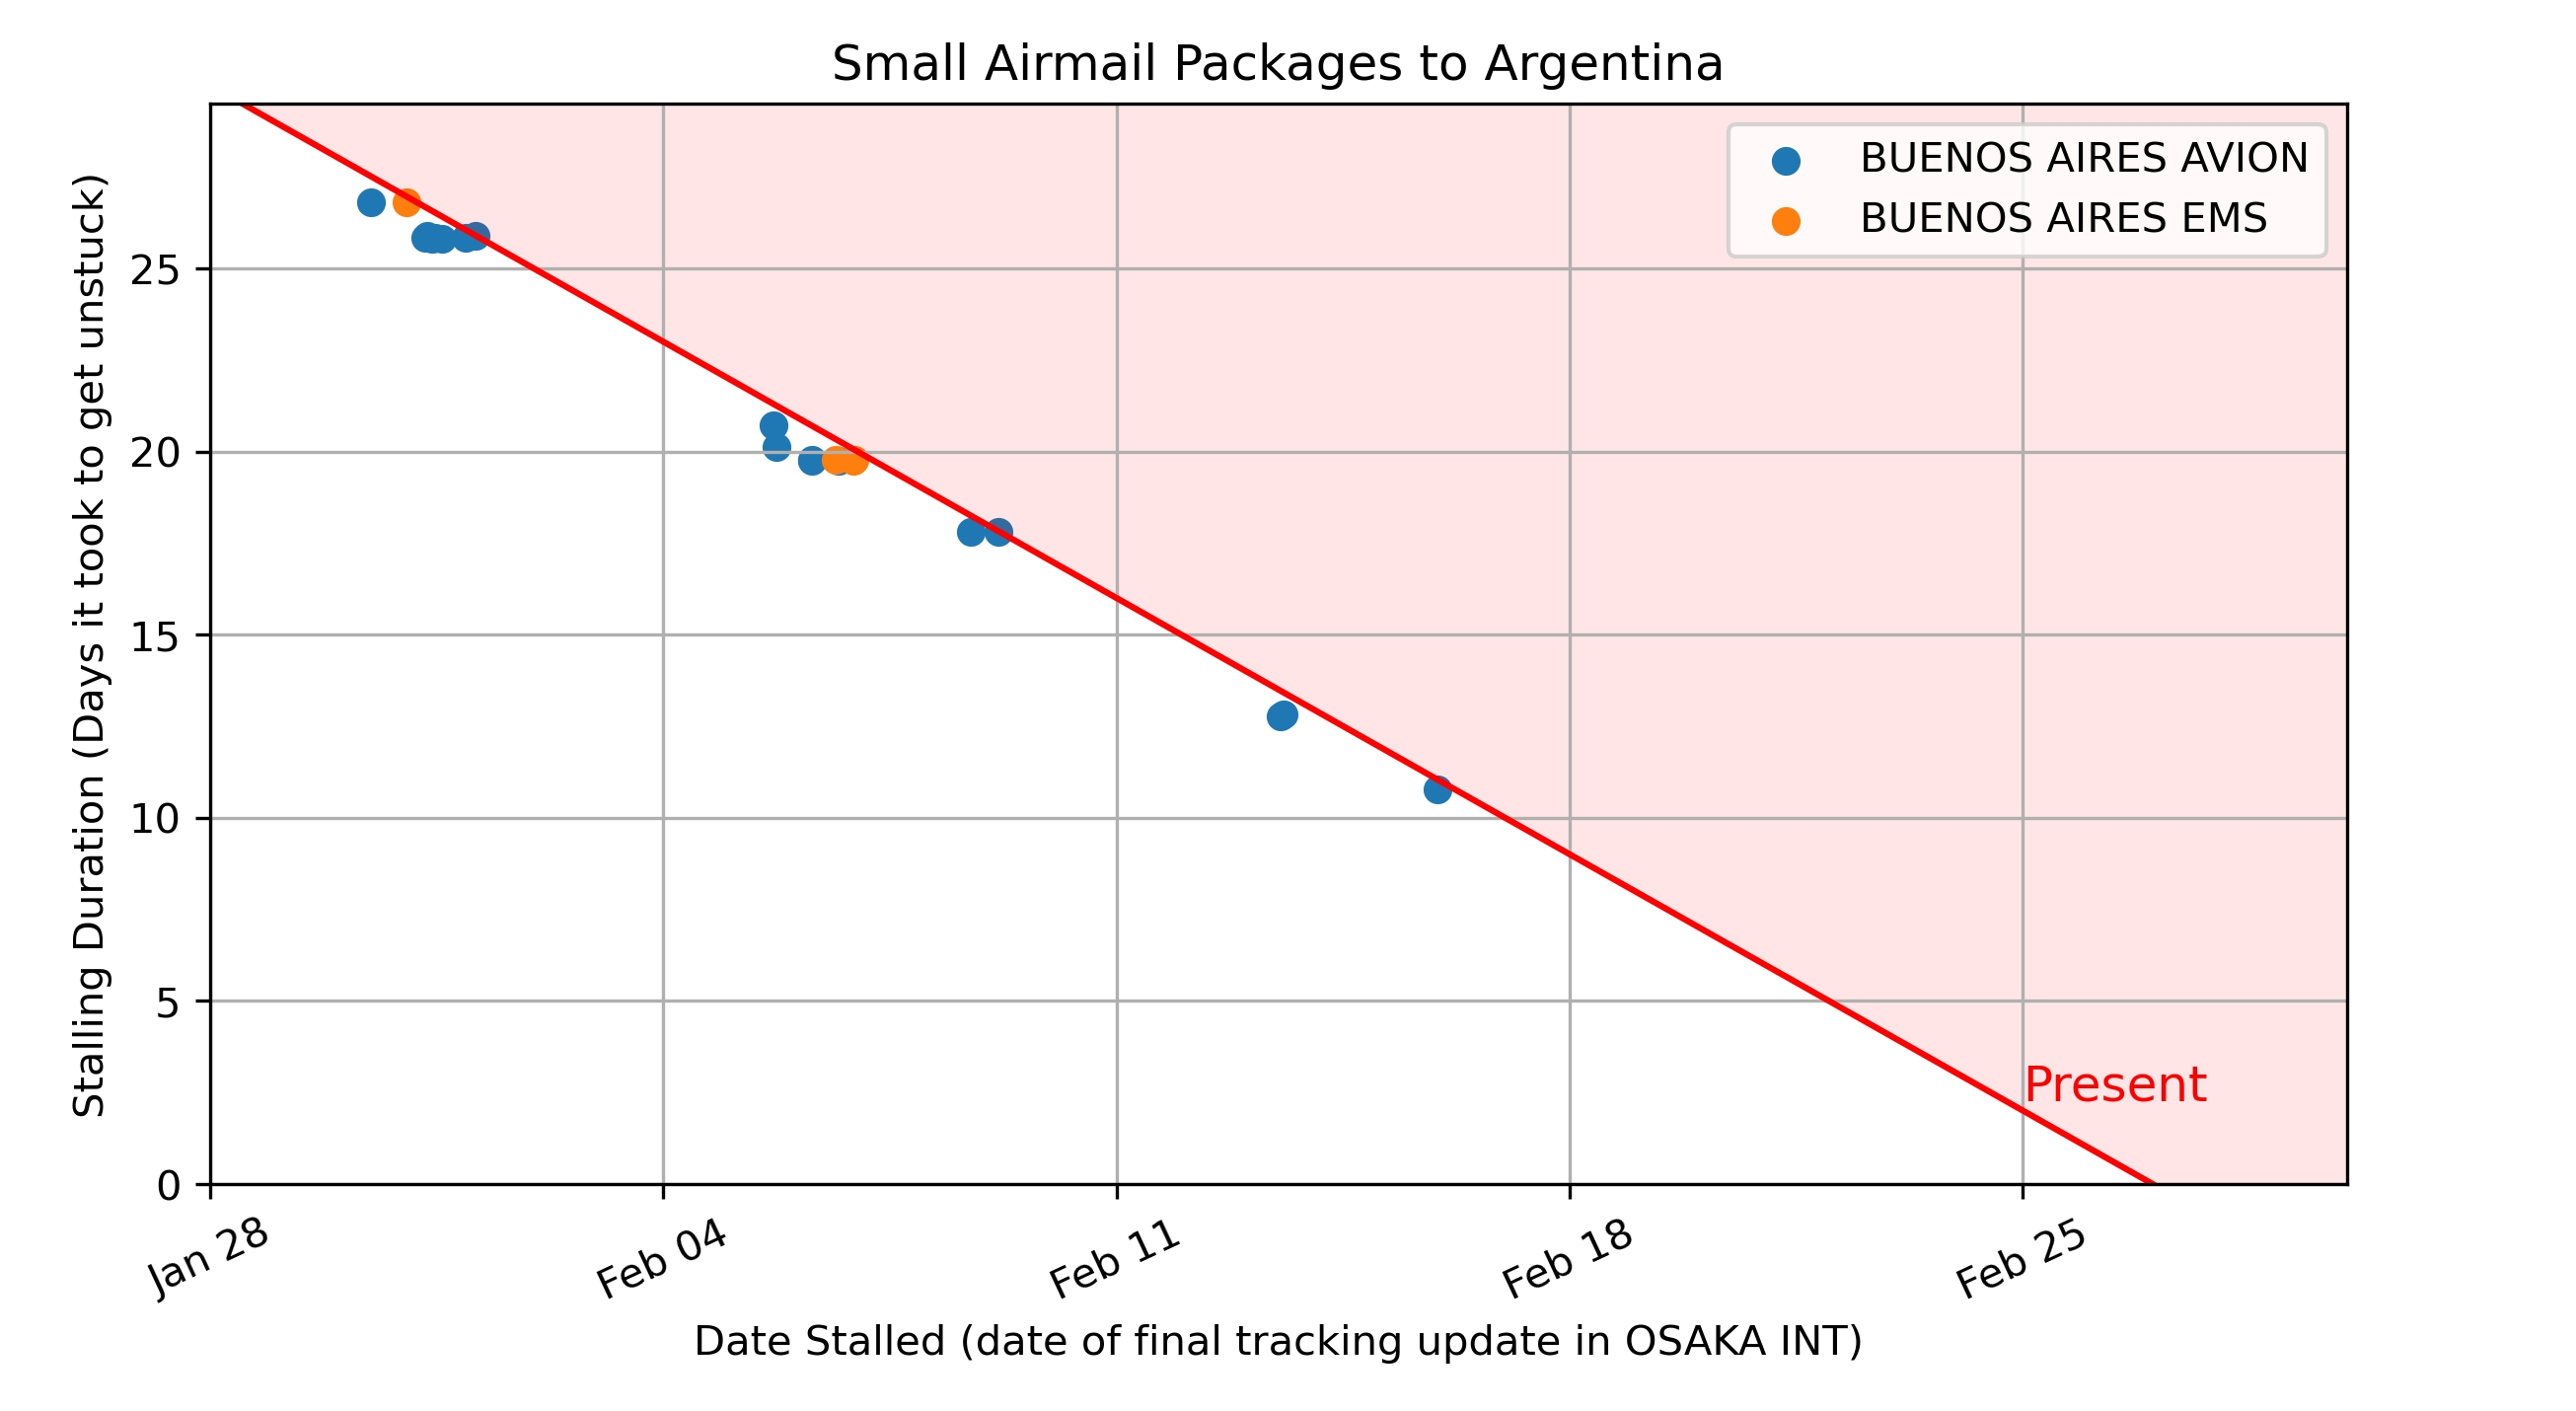 Small Airmail Packages to Argentina
BUENOS AIRES AVION
BUENOS AIRES EMS
Stalling Duration (Days it took to get unstuck)
25
20
15
10
5
0
Present
Jan 28
Feb 04
Feb 11
Feb 18
Feb 25
Date Stalled (date of final tracking update in OSAKA INT)